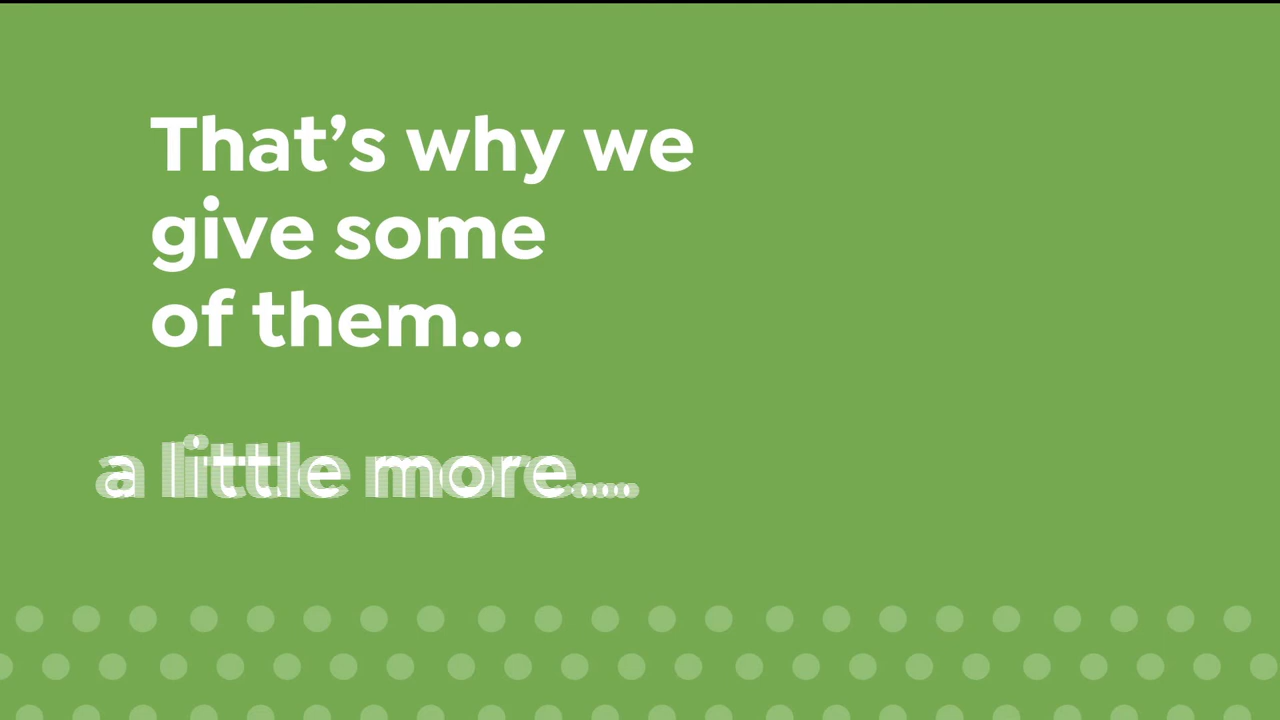 That’s why we
give some
of them...
a little more...